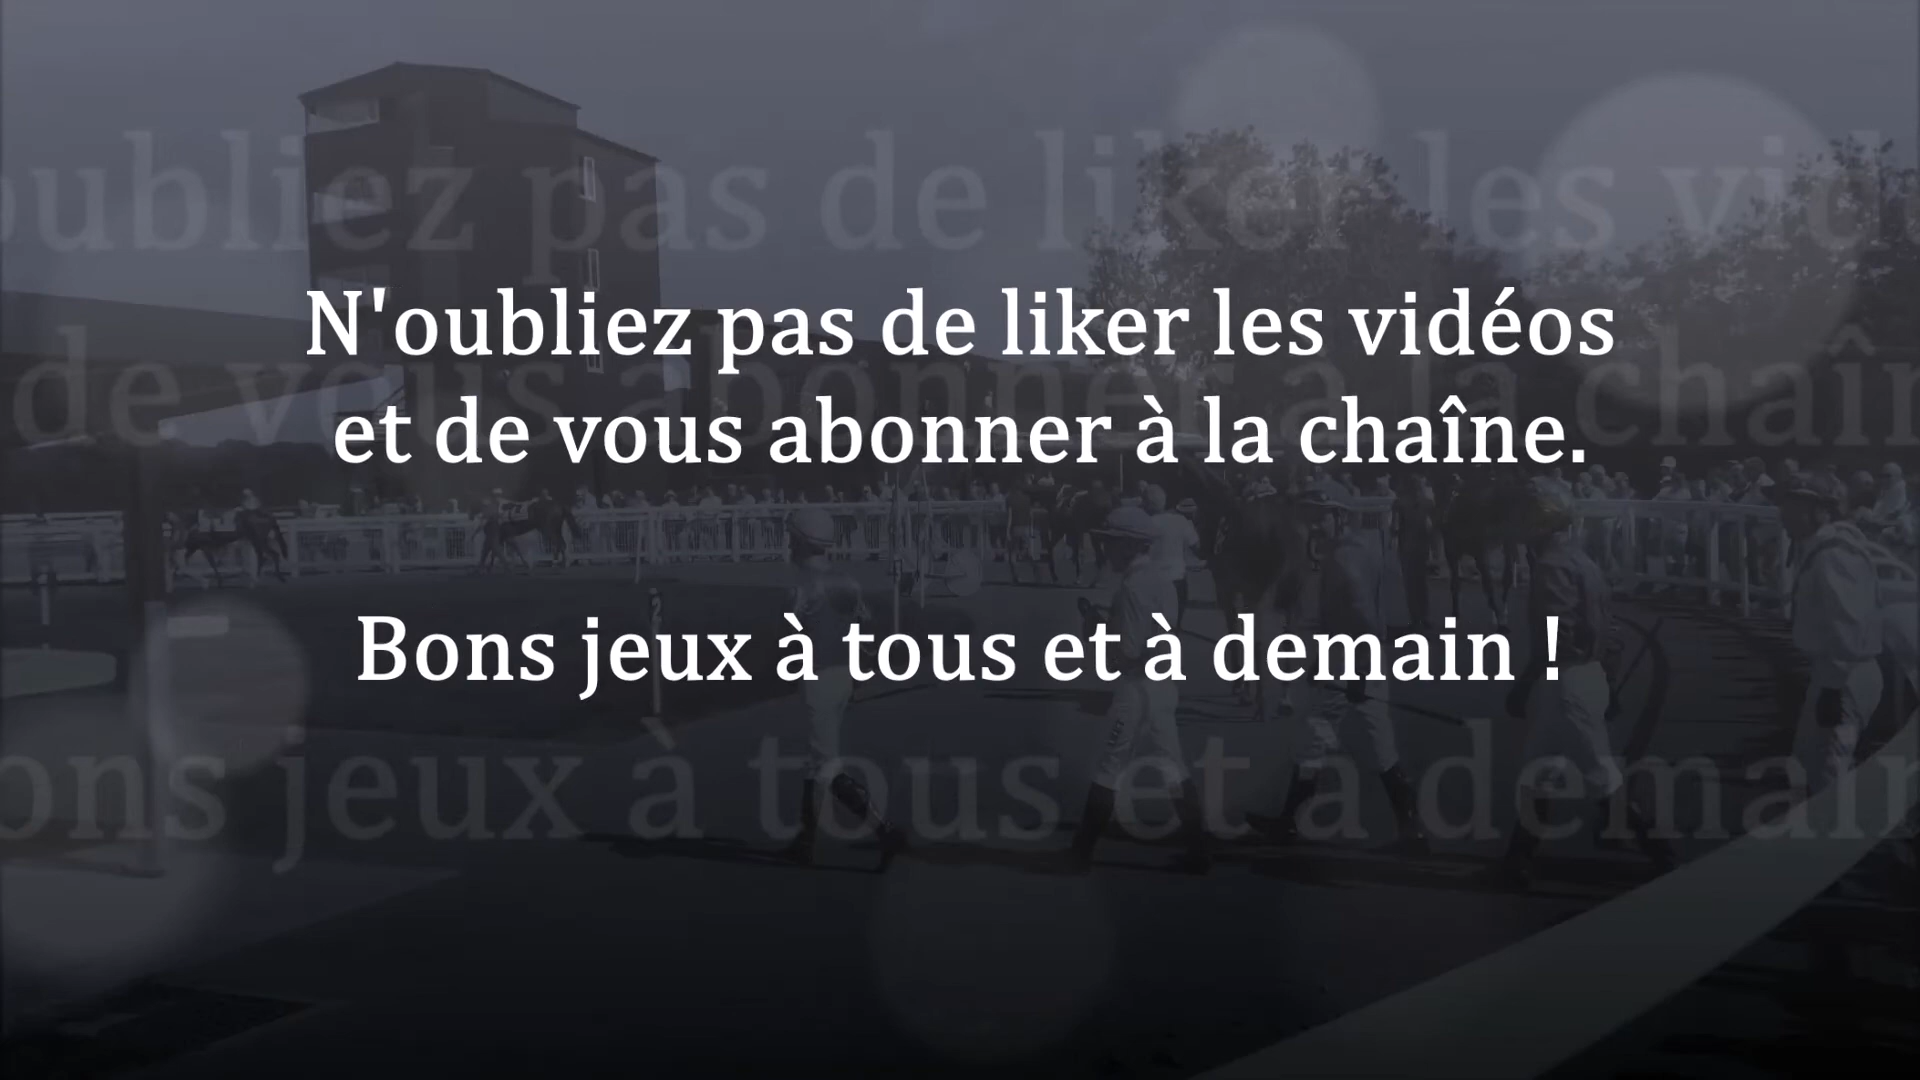 N'oubliez pas de liker les vidéos
et de vous abonner à la chaîne.
Bons jeux à tous et à demain !